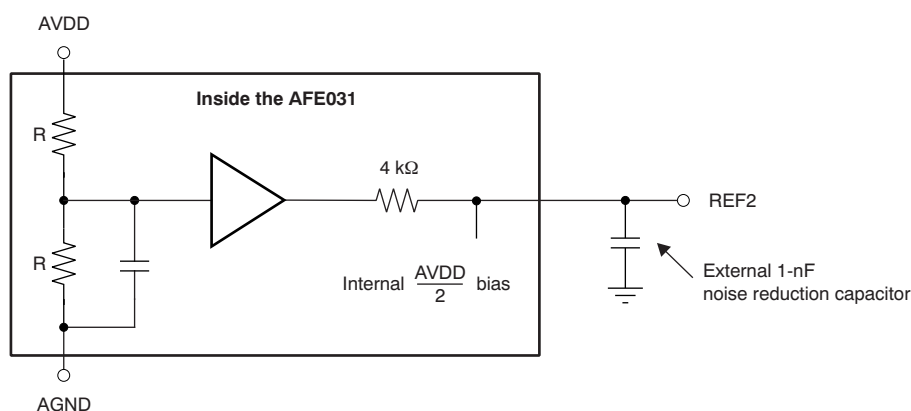 AVDD
Inside the AFE031
R
4 kΩ
REF2
R
Internal AVDD/2 bias
External 1-nF
noise reduction capacitor
AGND